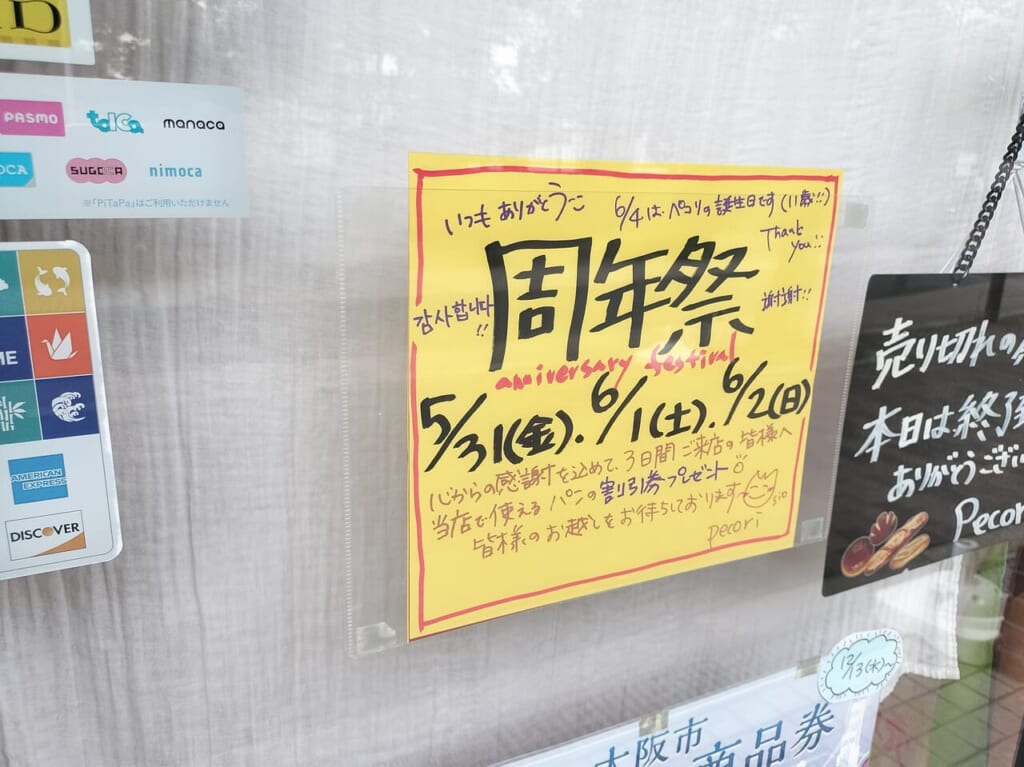 D
PASMO
toICa
manaca
OCA
SUGOCA
nimoca
※「PiTaPa」はご利用いただけません
ME
AMERICAN
EXPRESS
DISCOVER
いつもありがとう
6/4は、ペコリの誕生日です(11歳!!)
Thank
you!!
周年祭
감사합니다
!!
謝謝!!
anniversary festival
5/31(金).6/1(土).6/2(日)
心からの感謝を込めて、3日間ご来店の皆様へ
当店で使えるパンの割引券プレゼント
皆様のお越しをお待ちしております
sio
pecori
売り切れの
本日は終了
ありがとうござい
Pecor
12/13(水)~
大阪市
商品券